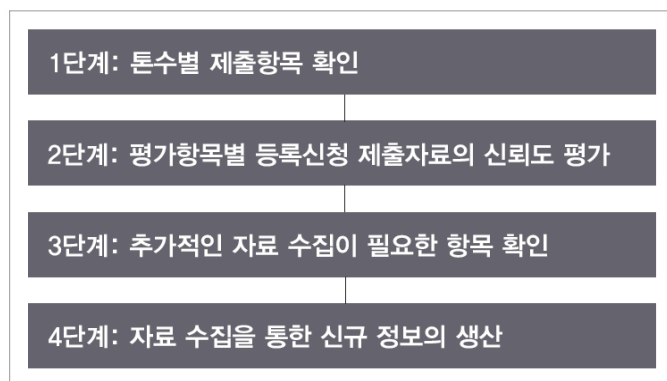 1단계: 톤수별 제출항목 확인
2단계: 평가항목별 등록신청 제출자료의 신뢰도 평가
3단계: 추가적인 자료 수집이 필요한 항목 확인
4단계: 자료 수집을 통한 신규 정보의 생산